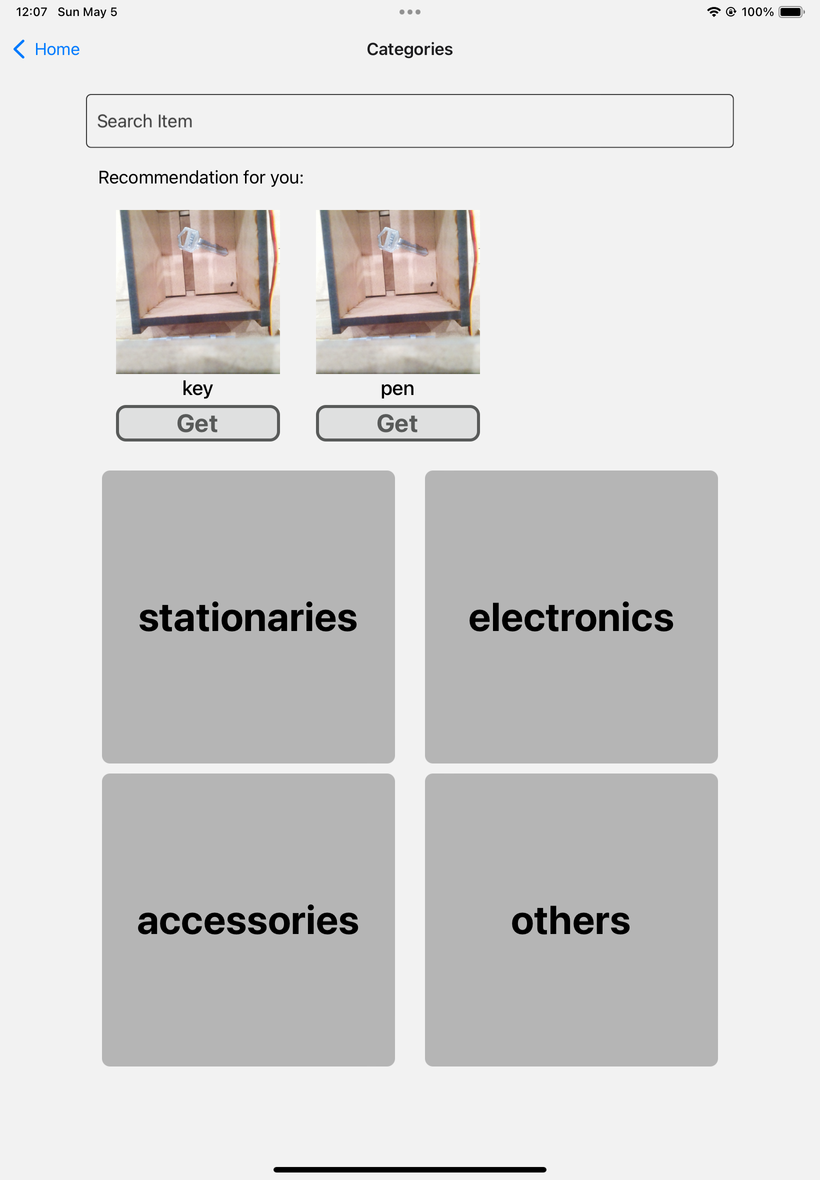 12:07 Sun May 5 100%
Home Categories
Search Item
Recommendation for you:
key pen
Get Get
stationaries electronics
accessories others